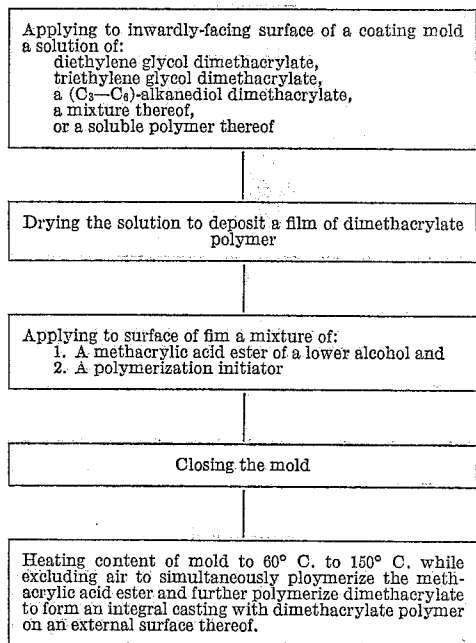 Applying to inwardly-facing surface of a coating mold
a solution of:
diethylene glycol dimethacrylate,
triethylene glycol dimethacrylate,
a (C₃—C₆)-alkanediol dimethacrylate,
a mixture thereof,
or a soluble polymer thereof
Drying the solution to deposit a film of dimethacrylate
polymer
Applying to surface of fim a mixture of:
1. A methacrylic acid ester of a lower alcohol and
2. A polymerization initiator
Closing the mold
Heating content of mold to 60° C. to 150° C. while
excluding air to simultaneously ploymerize the meth-
acrylic acid ester and further polymerize dimethacrylate
to form an integral casting with dimethacrylate polymer
on an external surface thereof.